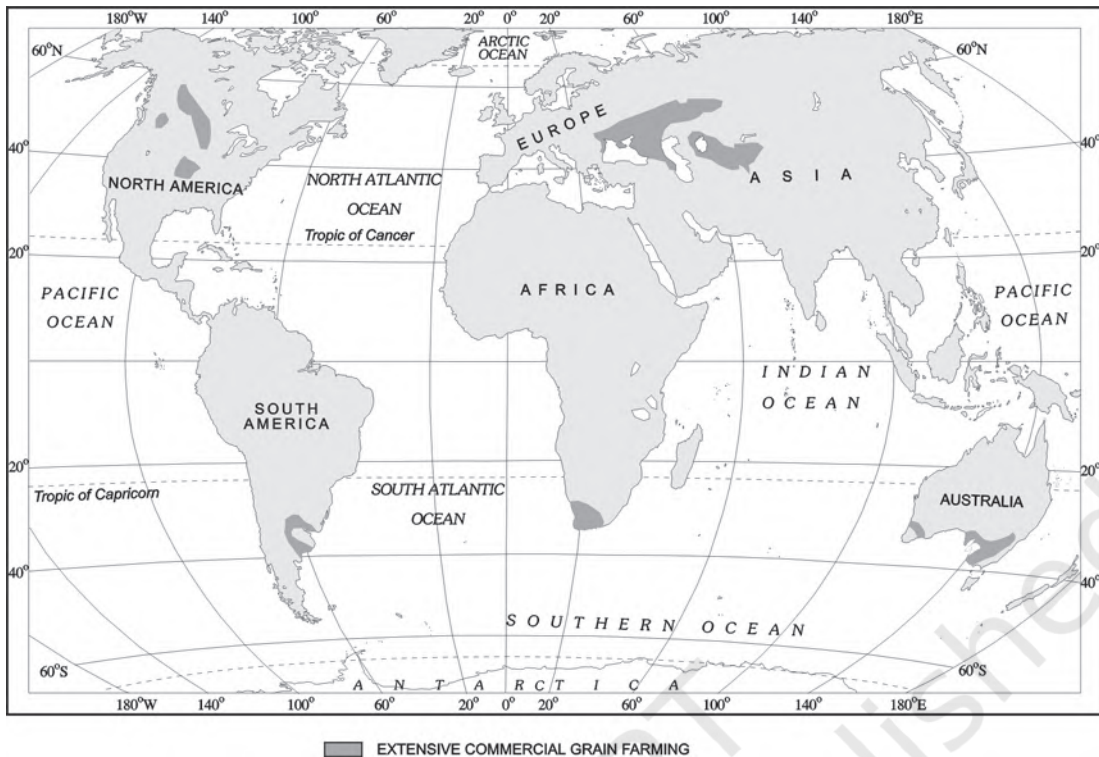 180°W 140° 100° 60° 20° 0° 20° 60° 100° 140° 180°E
ARCTIC
OCEAN
60°N
60°N
EUROPE
40°
40°
NORTH AMERICA
NORTH ATLANTIC
OCEAN
ASIA
Tropic of Cancer
20°
20°
AFRICA
PACIFIC
OCEAN
PACIFIC
OCEAN
INDIAN
OCEAN
SOUTH
AMERICA
20°
20°
Tropic of Capricorn
SOUTH ATLANTIC
OCEAN
AUSTRALIA
40°
40°
SOUTHERN OCEAN
60°S
60°S
ANTARCTICA
180°W 140° 100° 60° 20° 0° 20° 60° 100° 140° 180°E
EXTENSIVE COMMERCIAL GRAIN FARMING